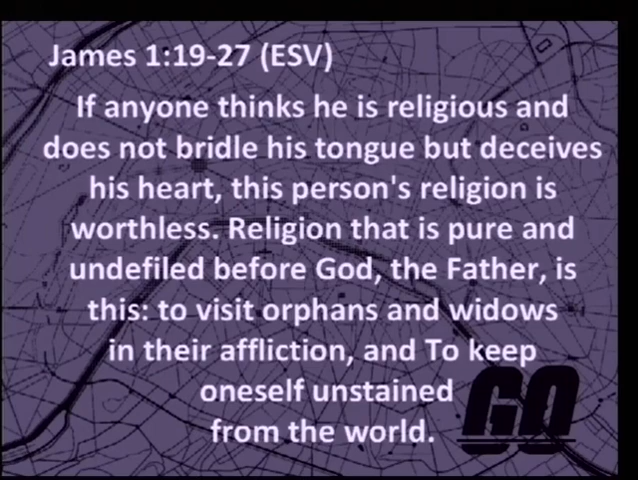 James 1:19-27 (ESV)
If anyone thinks he is religious and
does not bridle his tongue but deceives
his heart, this person's religion is
worthless. Religion that is pure and
undefiled before God, the Father, is
this: to visit orphans and widows
in their affliction, and To keep
oneself unstained
from the world.
GO